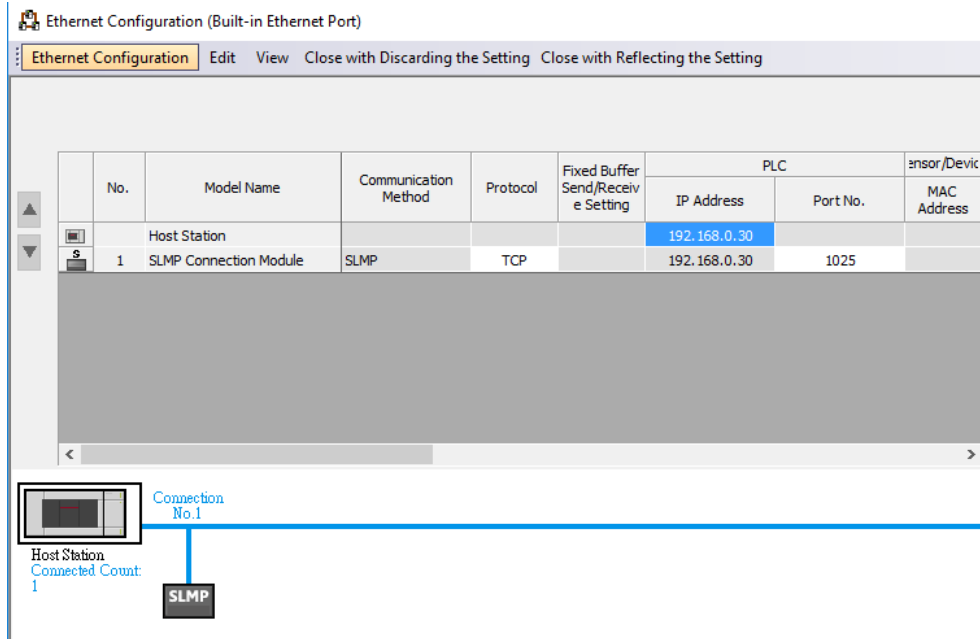 Ethernet Configuration (Built-in Ethernet Port)
Ethernet Configuration Edit View Close with Discarding the Setting Close with Reflecting the Setting
No. Model Name Communication Method Protocol Fixed Buffer Send/Receiv e Setting PLC ensor/Devic
IP Address Port No. MAC Address
Host Station 192.168.0.30
S 1 SLMP Connection Module SLMP TCP 192.168.0.30 1025
Connection
No.1
Host Station
Connected Count:
1
SLMP